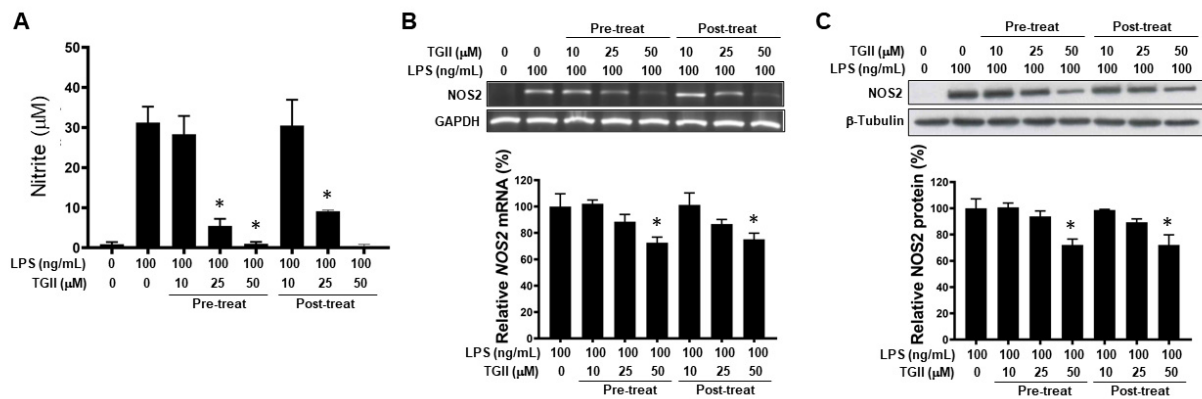 A
50
40
30
20
10
0
Nitrite (μM)
* * *
LPS (ng/mL) 0 100 100 100 100 100 100 100
TGII (μM) 0 0 10 25 50 10 25 50
Pre-treat Post-treat
B
Pre-treat Post-treat
TGII (μM) 0 0 10 25 50 10 25 50
LPS (ng/mL) 0 100 100 100 100 100 100 100
NOS2
GAPDH
Relative NOS2 mRNA (%)
120
100
80
60
40
20
0
* *
LPS (ng/mL) 100 100 100 100 100 100 100
TGII (μM) 0 10 25 50 10 25 50
Pre-treat Post-treat
C
Pre-treat Post-treat
TGII (μM) 0 0 10 25 50 10 25 50
LPS (ng/mL) 0 100 100 100 100 100 100 100
NOS2
β-Tubulin
Relative NOS2 protein (%)
120
100
80
60
40
20
0
* *
LPS (ng/mL) 100 100 100 100 100 100 100
TGII (μM) 0 10 25 50 10 25 50
Pre-treat Post-treat